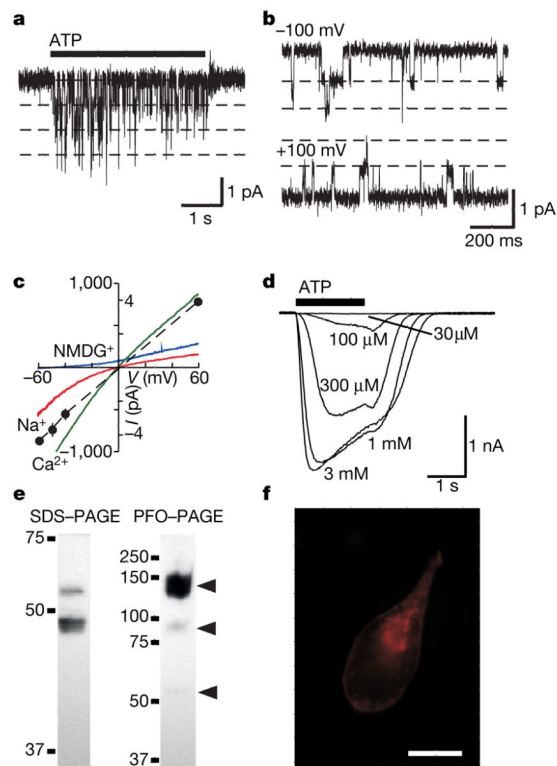 a
ATP
1 pA
1 s
b
–100 mV
+100 mV
1 pA
200 ms
c
1,000
4
NMDG⁺
–60
V (mV)
60
I (pA)
Na⁺
Ca²⁺
–4
–1,000
d
ATP
30 µM
100 µM
300 µM
1 mM
3 mM
1 nA
1 s
e
SDS–PAGE
75
50
37
PFO–PAGE
250
150
100
75
50
37
f